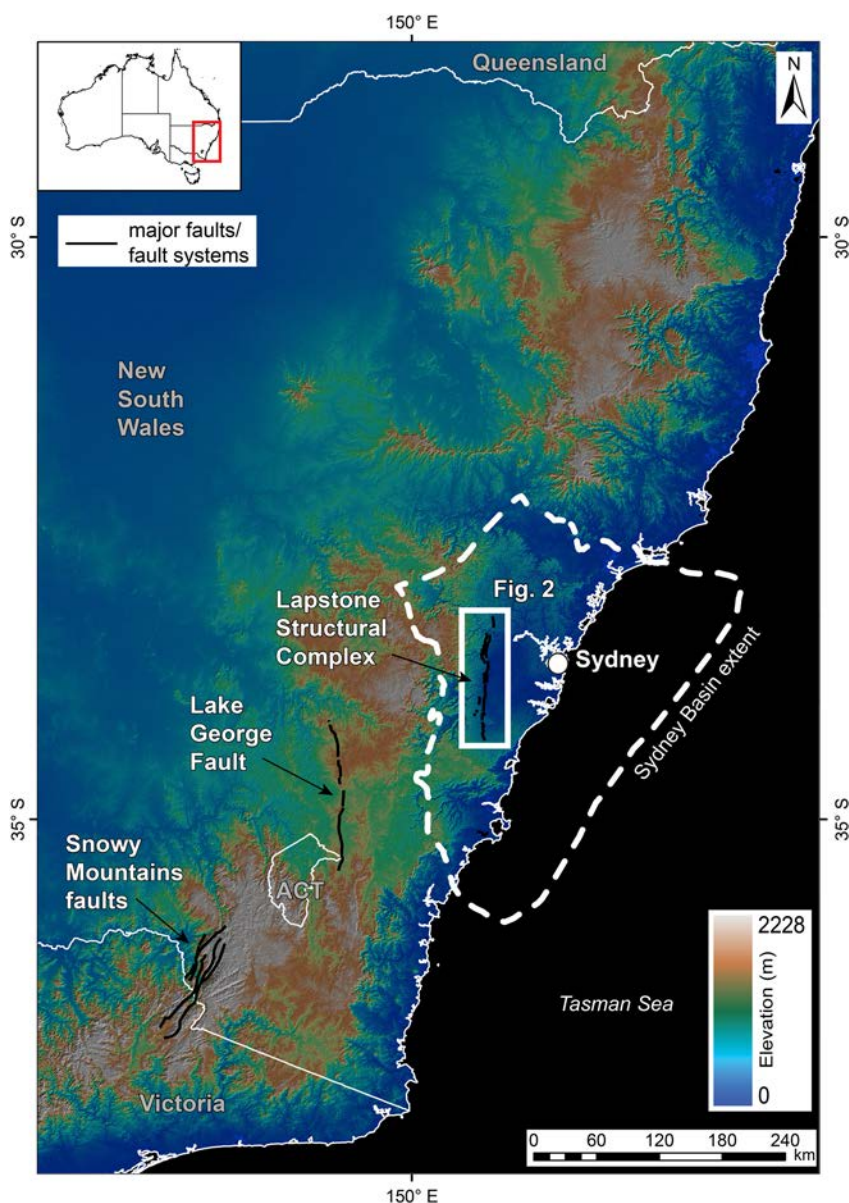 150° E
Queensland
N
major faults/
fault systems
30° S
30° S
New
South
Wales
Fig. 2
Lapstone
Structural
Complex
Sydney
Sydney Basin extent
Lake
George
Fault
35° S
35° S
Snowy
Mountains
faults
ACT
2228
Elevation (m)
0
Tasman Sea
Victoria
0 30 60 120 180 240
km
150° E